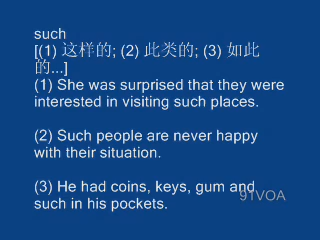 such
[(1) 这样的; (2) 此类的; (3) 如此
的...]
(1) She was surprised that they were
interested in visiting such places.
(2) Such people are never happy
with their situation.
(3) He had coins, keys, gum and
such in his pockets.
91VOA